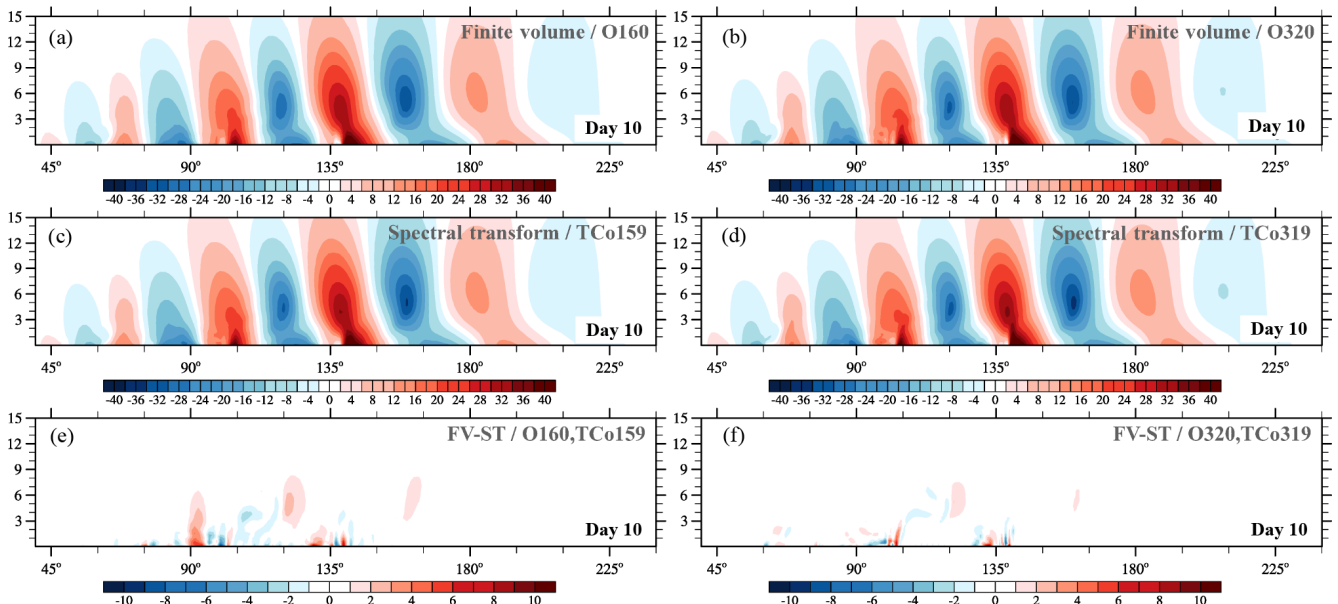 (a) Finite volume / O160
15
12
9
6
3
Day 10
45° 90° 135° 180° 225°
-40 -36 -32 -28 -24 -20 -16 -12 -8 -4 0 4 8 12 16 20 24 28 32 36 40
(b) Finite volume / O320
15
12
9
6
3
Day 10
45° 90° 135° 180° 225°
-40 -36 -32 -28 -24 -20 -16 -12 -8 -4 0 4 8 12 16 20 24 28 32 36 40
(c) Spectral transform / TCo159
15
12
9
6
3
Day 10
45° 90° 135° 180° 225°
-40 -36 -32 -28 -24 -20 -16 -12 -8 -4 0 4 8 12 16 20 24 28 32 36 40
(d) Spectral transform / TCo319
15
12
9
6
3
Day 10
45° 90° 135° 180° 225°
-40 -36 -32 -28 -24 -20 -16 -12 -8 -4 0 4 8 12 16 20 24 28 32 36 40
(e) FV-ST / O160,TCo159
15
12
9
6
3
Day 10
45° 90° 135° 180° 225°
-10 -8 -6 -4 -2 0 2 4 6 8 10
(f) FV-ST / O320,TCo319
15
12
9
6
3
Day 10
45° 90° 135° 180° 225°
-10 -8 -6 -4 -2 0 2 4 6 8 10